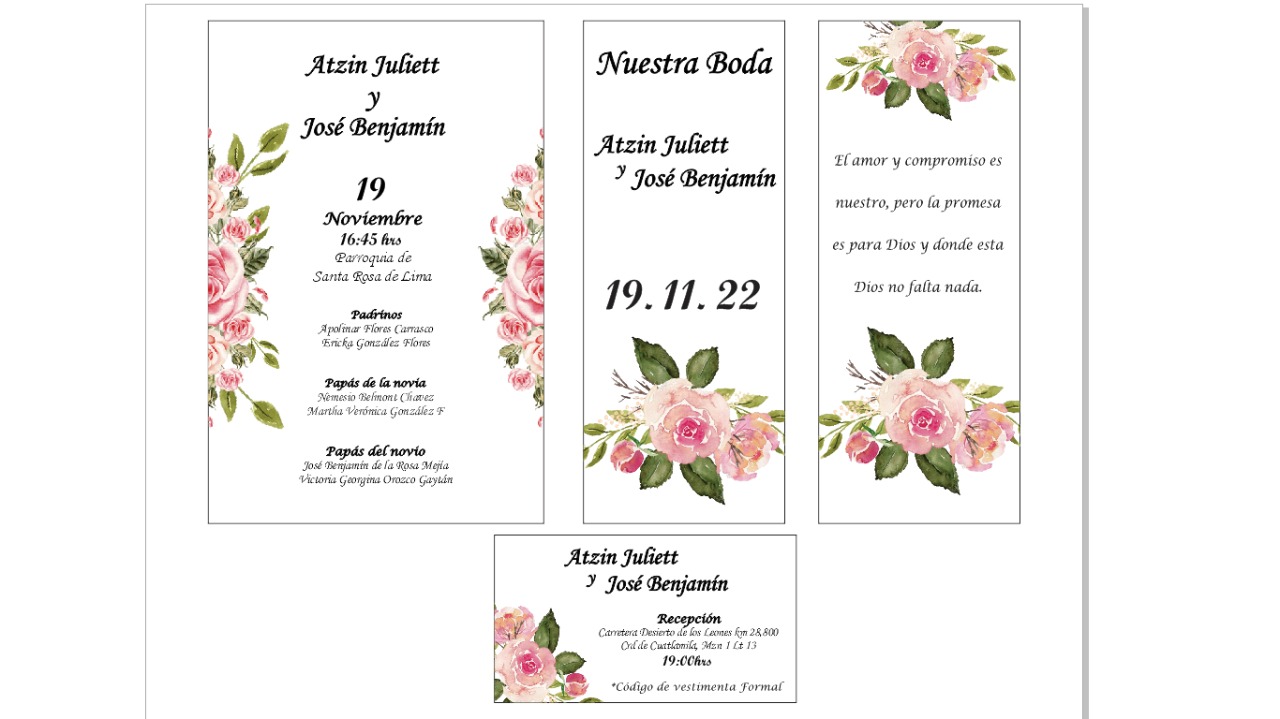 Atzin Juliett
y
José Benjamín
19
Noviembre
16:45 hrs
Parroquia de
Santa Rosa de Lima
Padrinos
Apolinar Flores Carrasco
Ericka González Flores
Papás de la novia
Nemesio Belmont Chavez
Martha Verónica González F
Papás del novio
José Benjamín de la Rosa Mejía
Victoria Georgina Orozco Gaytán
Nuestra Boda
Atzin Juliett
y José Benjamín
19. 11. 22
El amor y compromiso es
nuestro, pero la promesa
es para Dios y donde esta
Dios no falta nada.
Atzin Juliett
y José Benjamín
Recepción
Carretera Desierto de los Leones km 28,800
Crd de Cuatlamila, Mzn 1 Lt 13
19:00hrs
*Código de vestimenta Formal